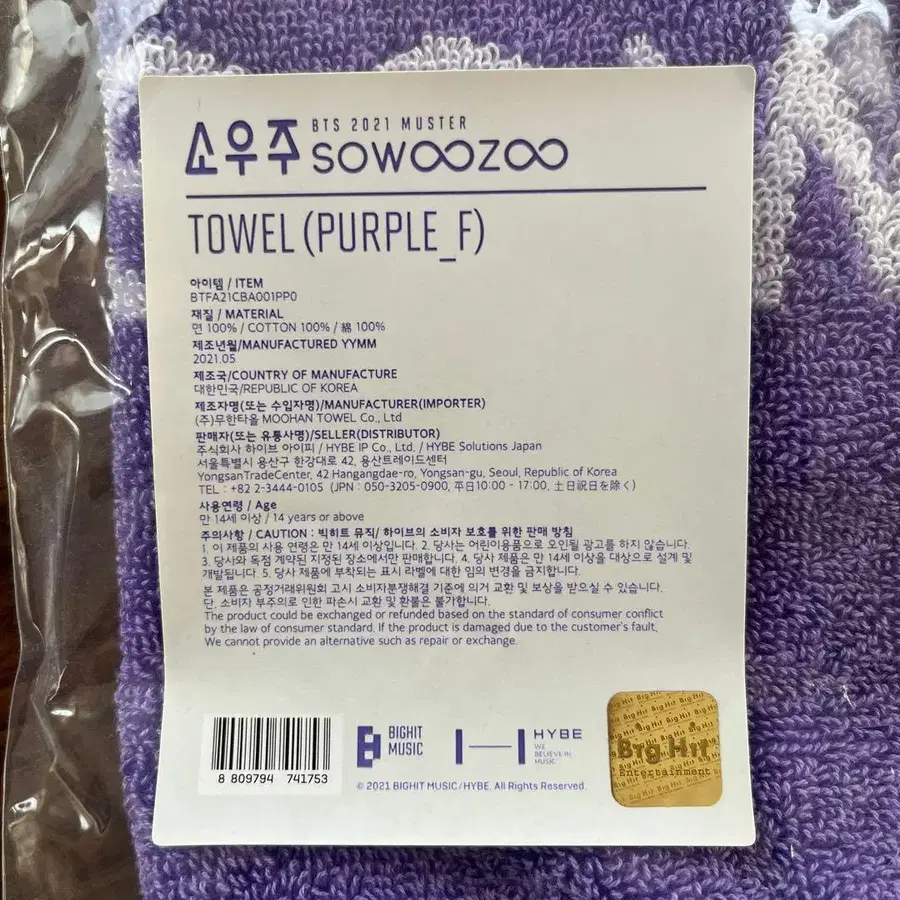 BTS 2021 MUSTER
소우주 SOWOOZOO
TOWEL (PURPLE_F)
아이템 / ITEM
BTFA21CBA001PP0
재질 / MATERIAL
면 100% / COTTON 100% / 綿 100%
제조년월/MANUFACTURED YYMM
2021.05
제조국/COUNTRY OF MANUFACTURE
대한민국/REPUBLIC OF KOREA
제조자명(또는 수입자명)/MANUFACTURER(IMPORTER)
(주)무한타올 MOOHAN TOWEL Co., Ltd
판매자(또는 유통사명)/SELLER(DISTRIBUTOR)
주식회사 하이브 아이피 / HYBE IP Co., Ltd. / HYBE Solutions Japan
서울특별시 용산구 한강대로 42, 용산트레이드센터
YongsanTradeCenter, 42 Hangangdae-ro, Yongsan-gu, Seoul, Republic of Korea
TEL : +82 2-3444-0105 (JPN : 050-3205-0900, 平日10:00 - 17:00, 土日祝日を除く)
사용연령 / Age
만 14세 이상 / 14 years or above
주의사항 / CAUTION : 빅히트 뮤직/ 하이브의 소비자 보호를 위한 판매 방침
1. 이 제품의 사용 연령은 만 14세 이상입니다. 2. 당사는 어린이용품으로 오인될 광고를 하지 않습니다.
3. 당사와 독점 계약된 지정된 장소에서만 판매합니다. 4. 당사 제품은 만 14세 이상을 대상으로 설계 및
개발됩니다. 5. 당사 제품에 부착되는 표시 라벨에 대한 임의 변경을 금지합니다.
본 제품은 공정거래위원회 고시 소비자분쟁해결 기준에 의거 교환 및 보상을 받으실 수 있습니다.
단, 소비자 부주의로 인한 파손시 교환 및 환불은 불가합니다.
The product could be exchanged or refunded based on the standard of consumer conflict
by the law of consumer standard. If the product is damaged due to the customer's fault,
We cannot provide an alternative such as repair or exchange.
8 809794 741753
BIGHIT
MUSIC
HYBE
WE
BELIEVE IN
MUSIC
© 2021 BIGHIT MUSIC/HYBE. All Rights Reserved.
Big Hit
Entertainment